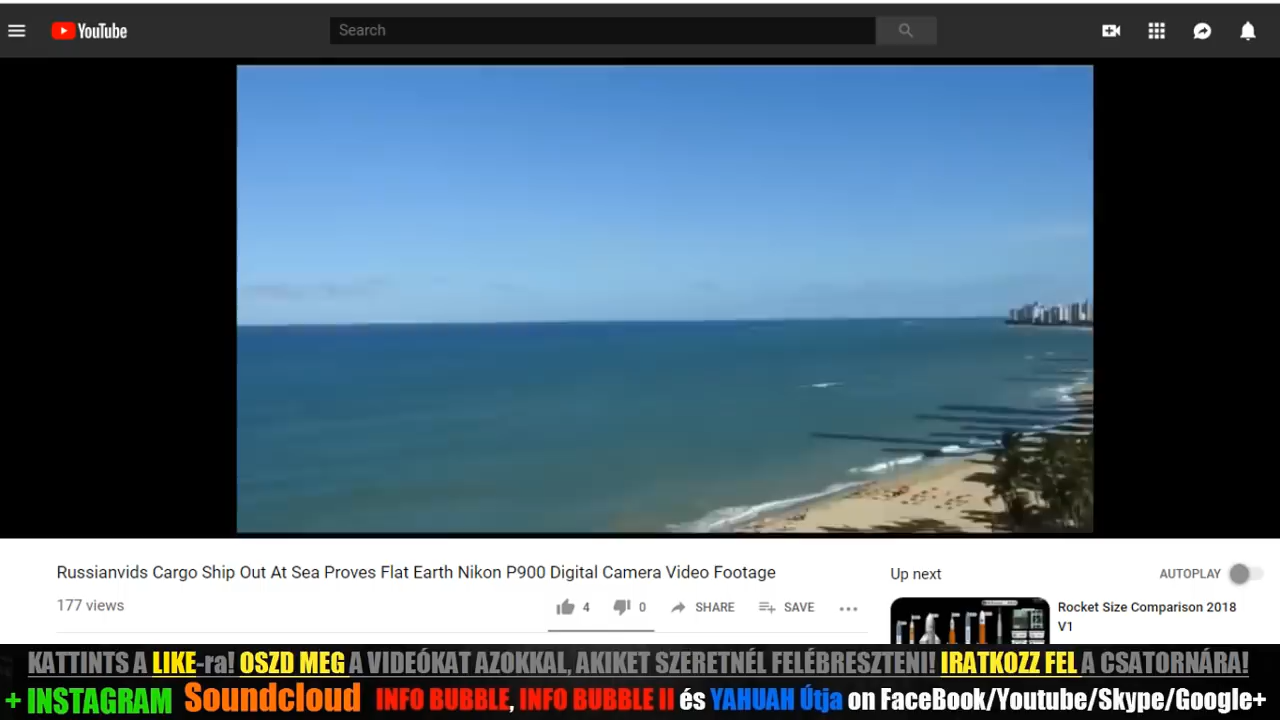 YouTube
Search
Russianvids Cargo Ship Out At Sea Proves Flat Earth Nikon P900 Digital Camera Video Footage
177 views
4
0
SHARE
SAVE
Up next
AUTOPLAY
Rocket Size Comparison 2018
V1
KATTINTS A LIKE-ra! OSZD MEG A VIDEÓKAT AZOKKAL, AKIKET SZERETNÉL FELÉBRESZTENI! IRATKOZZ FEL A CSATORNÁRA!
+ INSTAGRAM Soundcloud INFO BUBBLE, INFO BUBBLE II és YAHUAH Útja on FaceBook/Youtube/Skype/Google+